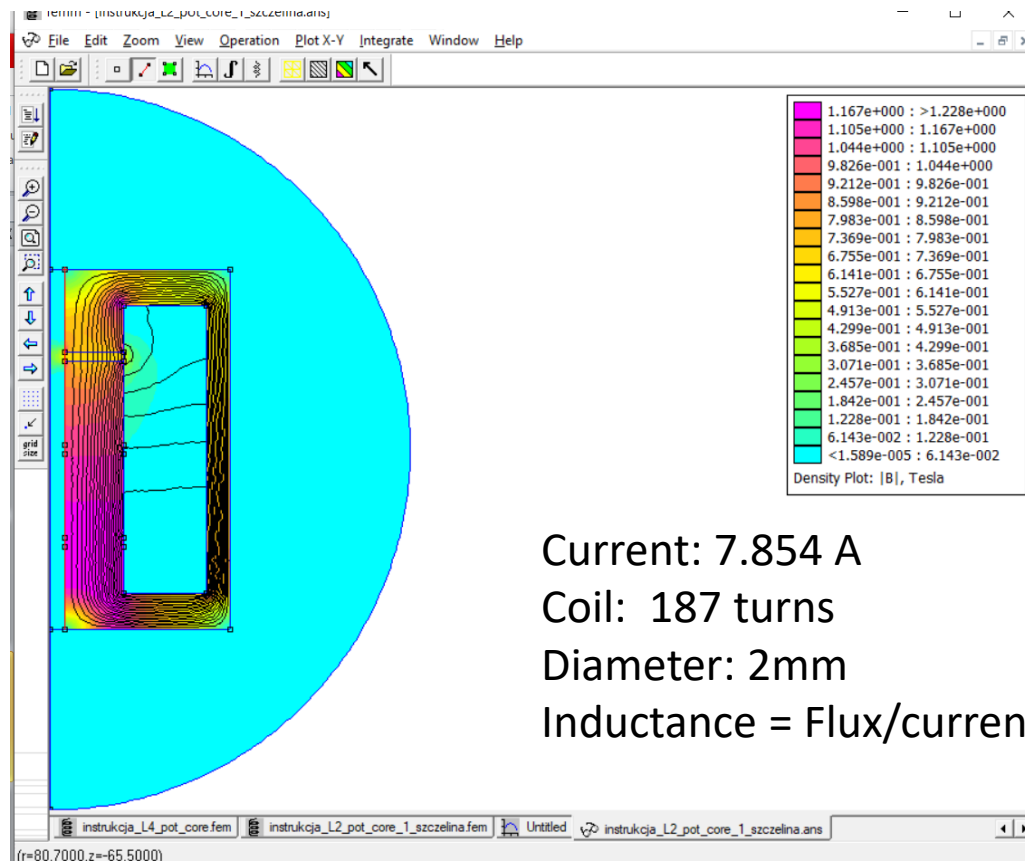 femm - [instrukcja_L2_pot_core_1_szczelina.ans]
File Edit Zoom View Operation Plot X-Y Integrate Window Help
grid
size
1.167e+000 : >1.228e+000
1.105e+000 : 1.167e+000
1.044e+000 : 1.105e+000
9.826e-001 : 1.044e+000
9.212e-001 : 9.826e-001
8.598e-001 : 9.212e-001
7.983e-001 : 8.598e-001
7.369e-001 : 7.983e-001
6.755e-001 : 7.369e-001
6.141e-001 : 6.755e-001
5.527e-001 : 6.141e-001
4.913e-001 : 5.527e-001
4.299e-001 : 4.913e-001
3.685e-001 : 4.299e-001
3.071e-001 : 3.685e-001
2.457e-001 : 3.071e-001
1.842e-001 : 2.457e-001
1.228e-001 : 1.842e-001
6.143e-002 : 1.228e-001
<1.589e-005 : 6.143e-002
Density Plot: |B|, Tesla
Current: 7.854 A
Coil: 187 turns
Diameter: 2mm
Inductance = Flux/curren
instrukcja_L4_pot_core.fem instrukcja_L2_pot_core_1_szczelina.fem Untitled instrukcja_L2_pot_core_1_szczelina.ans
(r=80.7000,z=-65.5000)